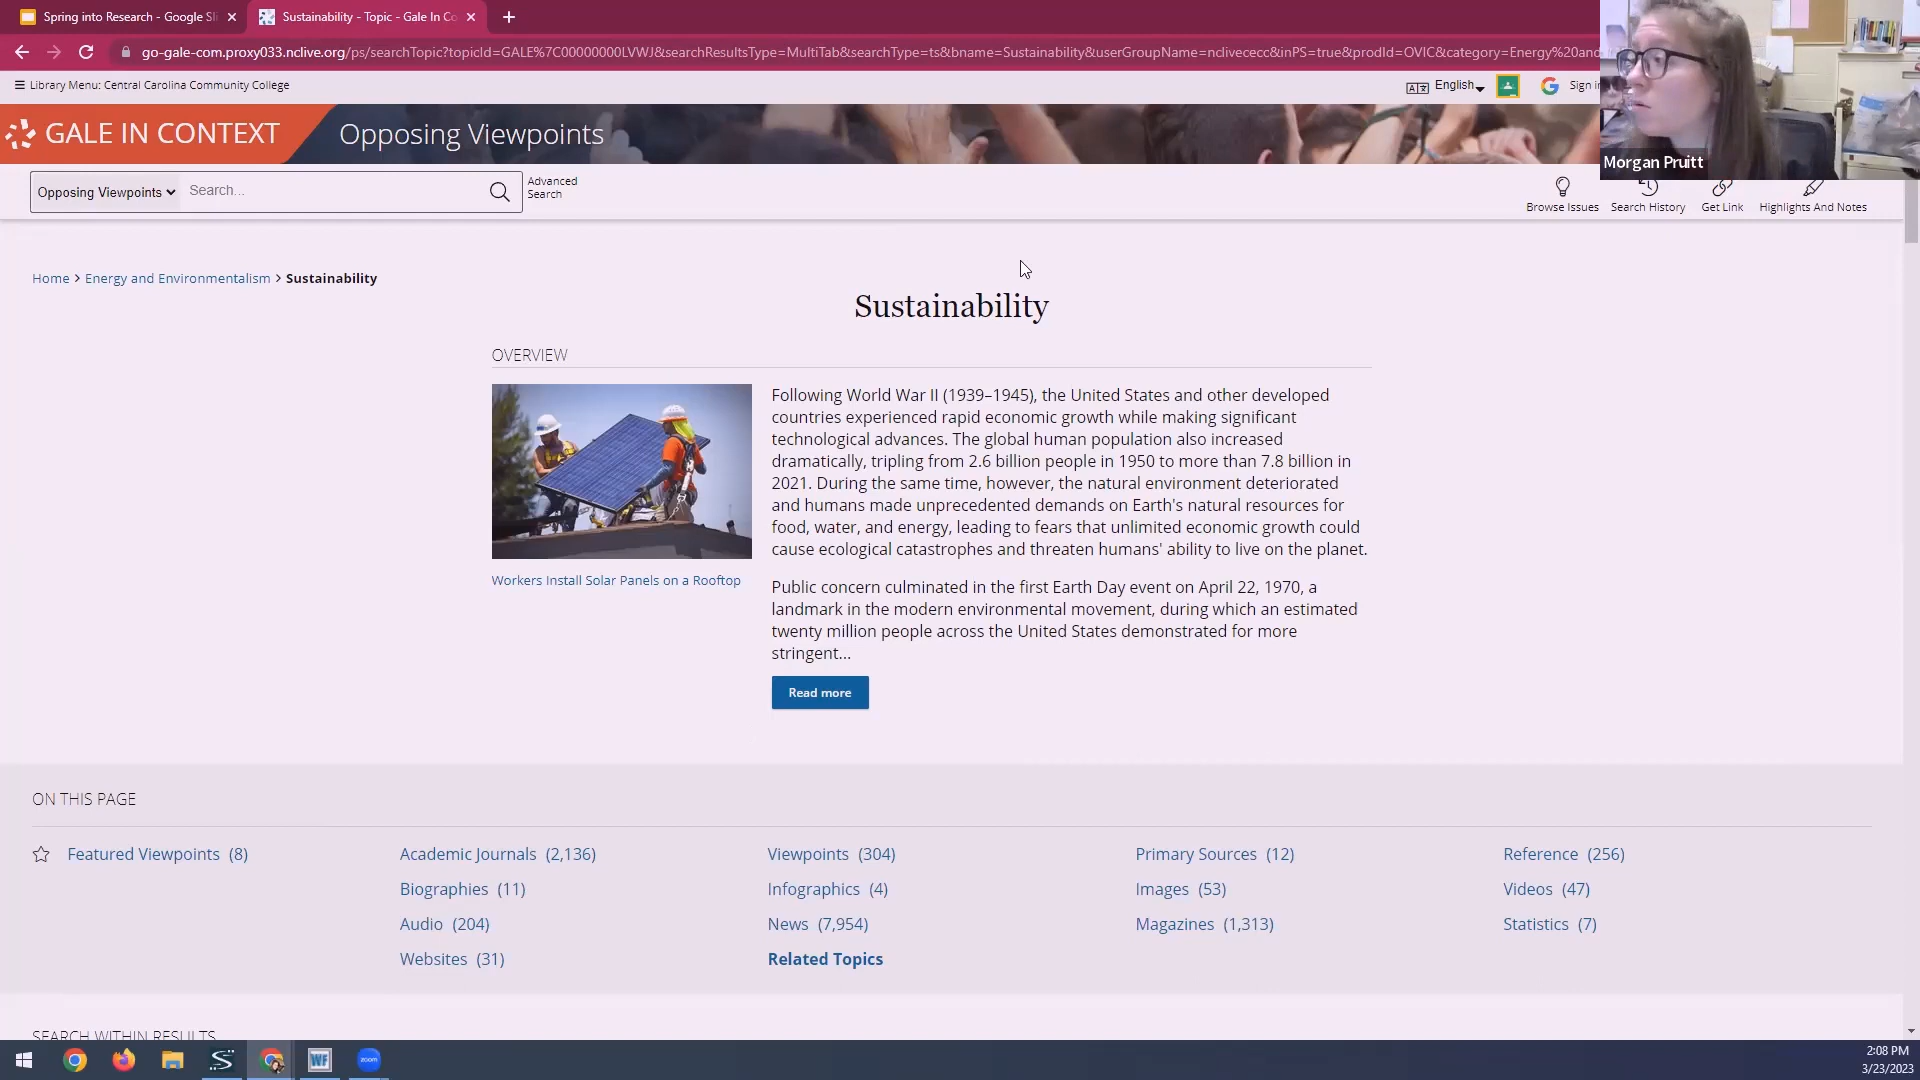 Spring into Research - Google Sli
Sustainability - Topic - Gale In Co
go-gale-com.proxy033.nclive.org/ps/searchTopic?topicId=GALE%7C00000000LVWJ&searchResultsType=MultiTab&searchType=ts&bname=Sustainability&userGroupName=nclivececc&inPS=true&prodId=OVIC&category=Energy%20and
Library Menu: Central Carolina Community College
English
Sign in
GALE IN CONTEXT
Opposing Viewpoints
Morgan Pruitt
Opposing Viewpoints
Search...
Advanced
Search
Browse Issues
Search History
Get Link
Highlights And Notes
Home > Energy and Environmentalism > Sustainability
Sustainability
OVERVIEW
Following World War II (1939–1945), the United States and other developed
countries experienced rapid economic growth while making significant
technological advances. The global human population also increased
dramatically, tripling from 2.6 billion people in 1950 to more than 7.8 billion in
2021. During the same time, however, the natural environment deteriorated
and humans made unprecedented demands on Earth's natural resources for
food, water, and energy, leading to fears that unlimited economic growth could
cause ecological catastrophes and threaten humans' ability to live on the planet.
Workers Install Solar Panels on a Rooftop
Public concern culminated in the first Earth Day event on April 22, 1970, a
landmark in the modern environmental movement, during which an estimated
twenty million people across the United States demonstrated for more
stringent...
Read more
ON THIS PAGE
Featured Viewpoints (8)
Academic Journals (2,136)
Viewpoints (304)
Primary Sources (12)
Reference (256)
Biographies (11)
Infographics (4)
Images (53)
Videos (47)
Audio (204)
News (7,954)
Magazines (1,313)
Statistics (7)
Websites (31)
Related Topics
SEARCH WITHIN RESULTS
WF
zoom
2:08 PM
3/23/2023